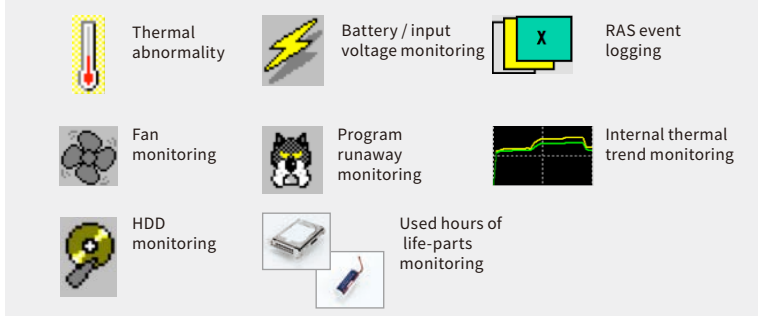 Thermal
abnormality
Battery / input
voltage monitoring
X
RAS event
logging
Fan
monitoring
Program
runaway
monitoring
Internal thermal
trend monitoring
HDD
monitoring
Used hours of
life-parts
monitoring